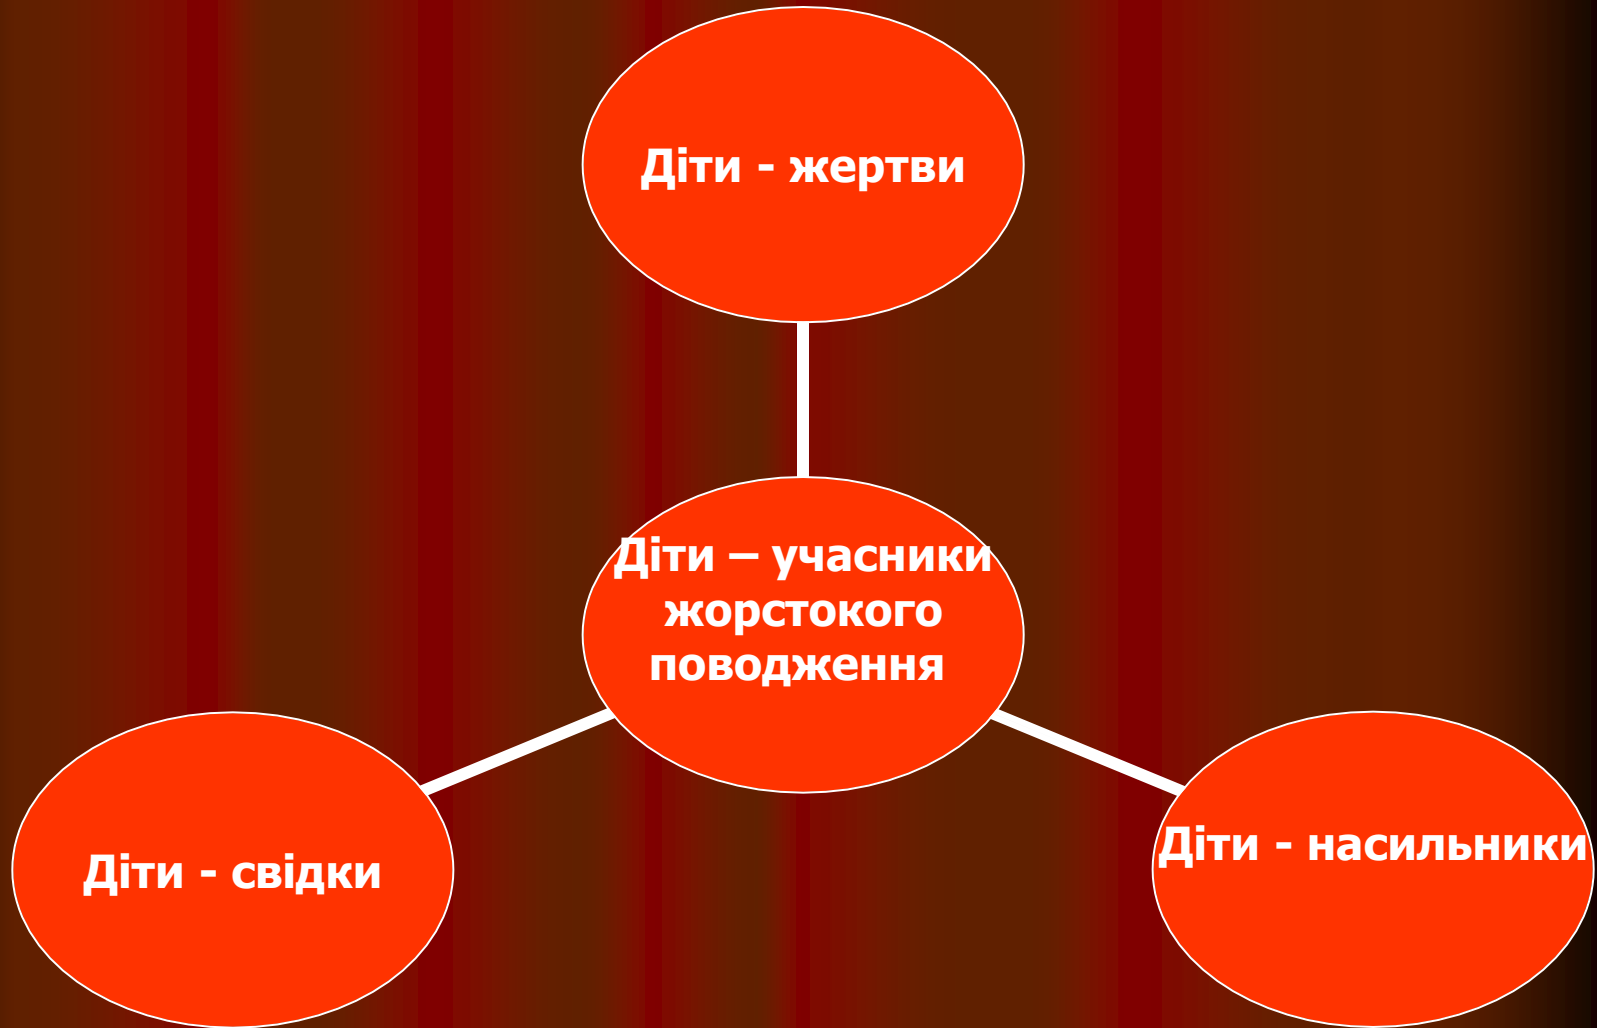 Діти - жертви
Діти – учасники
жорстокого
поводження
Діти - свідки
Діти - насильники